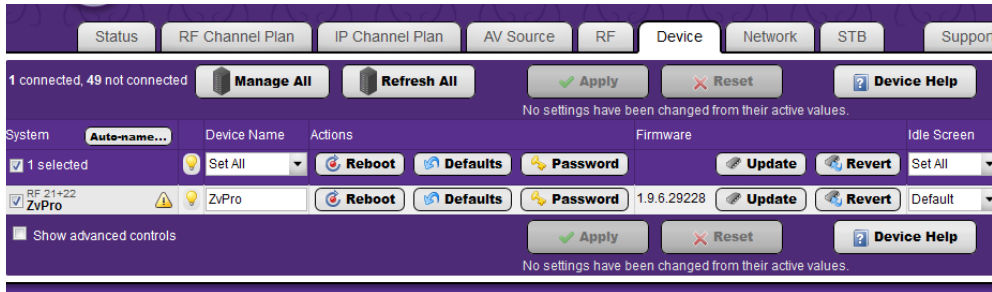 Status RF Channel Plan IP Channel Plan AV Source RF Device Network STB Suppor
1 connected, 49 not connected Manage All Refresh All Apply Reset Device Help
No settings have been changed from their active values.
System Auto-name... Device Name Actions Firmware Idle Screen
1 selected Set All Reboot Defaults Password Update Revert Set All
RF 21+22
ZvPro ZvPro Reboot Defaults Password 1.9.6.29228 Update Revert Default
Show advanced controls Apply Reset Device Help
No settings have been changed from their active values.